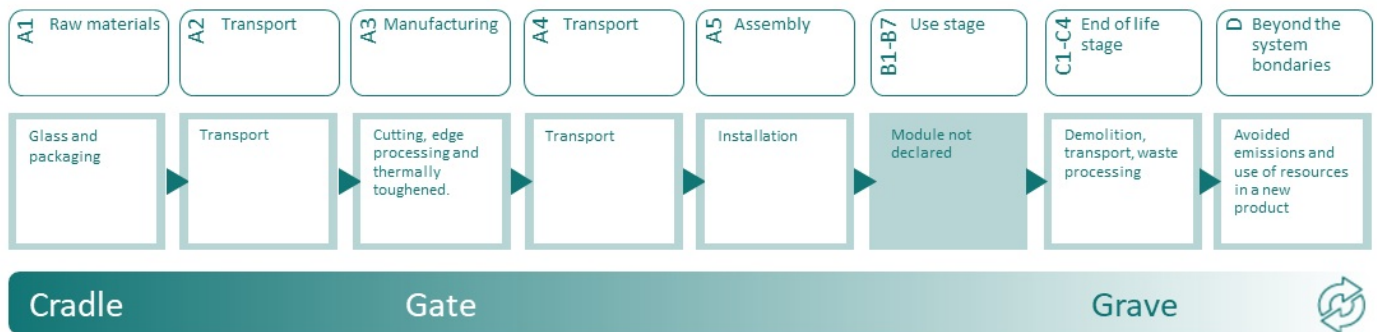 A1 Raw materials
A2 Transport
A3 Manufacturing
A4 Transport
A5 Assembly
B1-B7 Use stage
C1-C4 End of life
stage
D Beyond the
system
bondaries
Glass and
packaging
Transport
Cutting, edge
processing and
thermally
toughened.
Transport
Installation
Module not
declared
Demolition,
transport, waste
processing
Avoided
emissions and
use of resources
in a new
product
Cradle
Gate
Grave